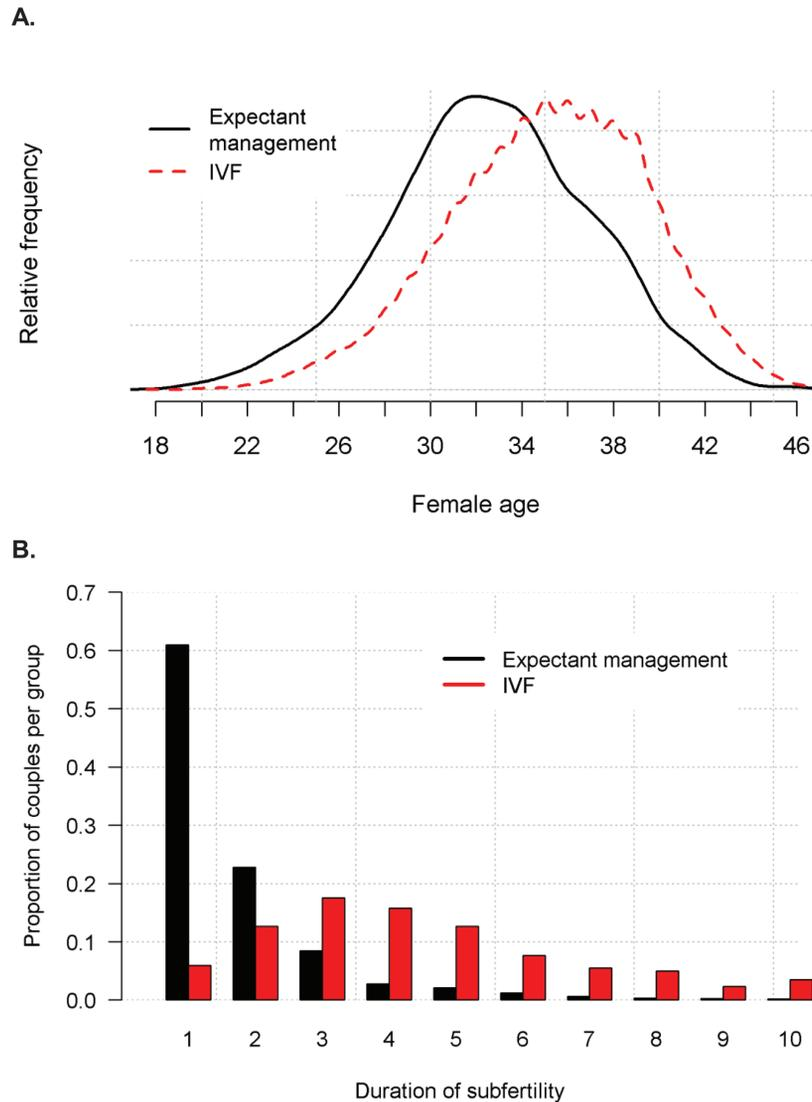 A.
Relative frequency
Expectant
management
IVF
18 22 26 30 34 38 42 46
Female age
B.
Proportion of couples per group
0.7
0.6
0.5
0.4
0.3
0.2
0.1
0.0
Expectant management
IVF
1 2 3 4 5 6 7 8 9 10
Duration of subfertility